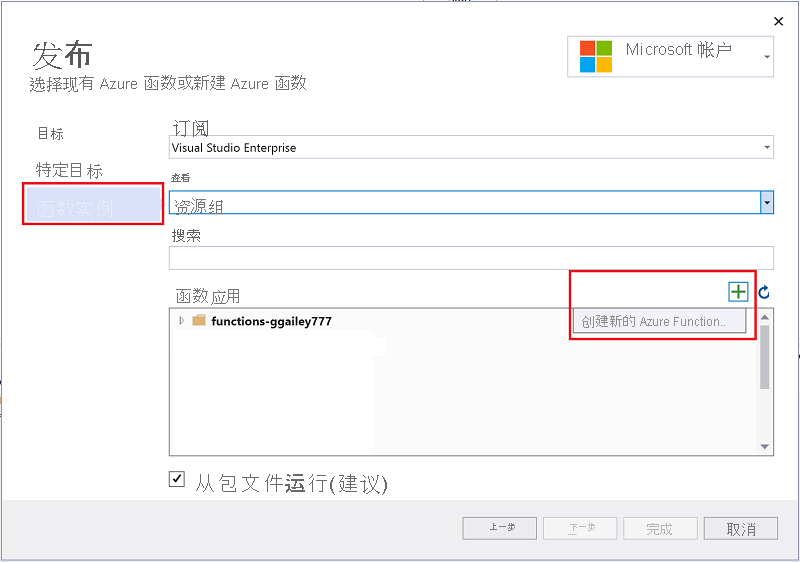 发布
选择现有 Azure 函数或新建 Azure 函数
Microsoft 帐户
目标
特定目标
函数实例
订阅
Visual Studio Enterprise
查看
资源组
搜索
函数应用
创建新的 Azure Function..
functions-ggailey777
从包文件运行(建议)
上一步
下一步
完成
取消